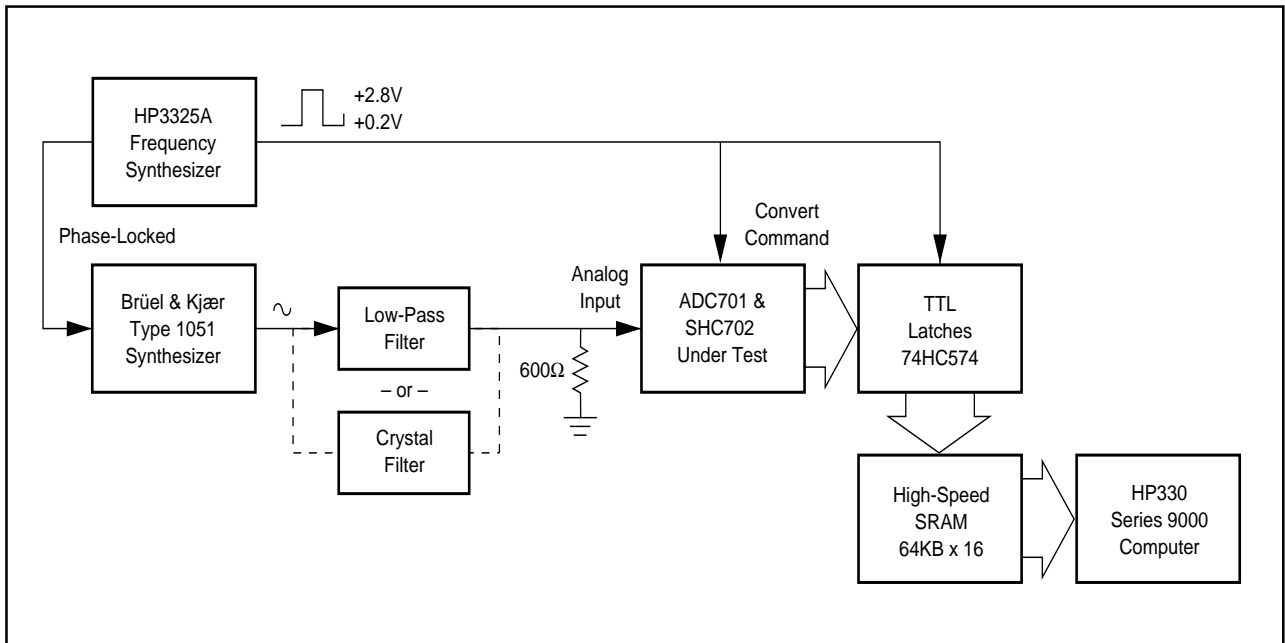 HP3325A
Frequency
Synthesizer
+2.8V
+0.2V
Phase-Locked
Convert
Command
Brüel & Kjær
Type 1051
Synthesizer
Low-Pass
Filter
– or –
Crystal
Filter
Analog
Input
600Ω
ADC701 &
SHC702
Under Test
TTL
Latches
74HC574
High-Speed
SRAM
64KB x 16
HP330
Series 9000
Computer